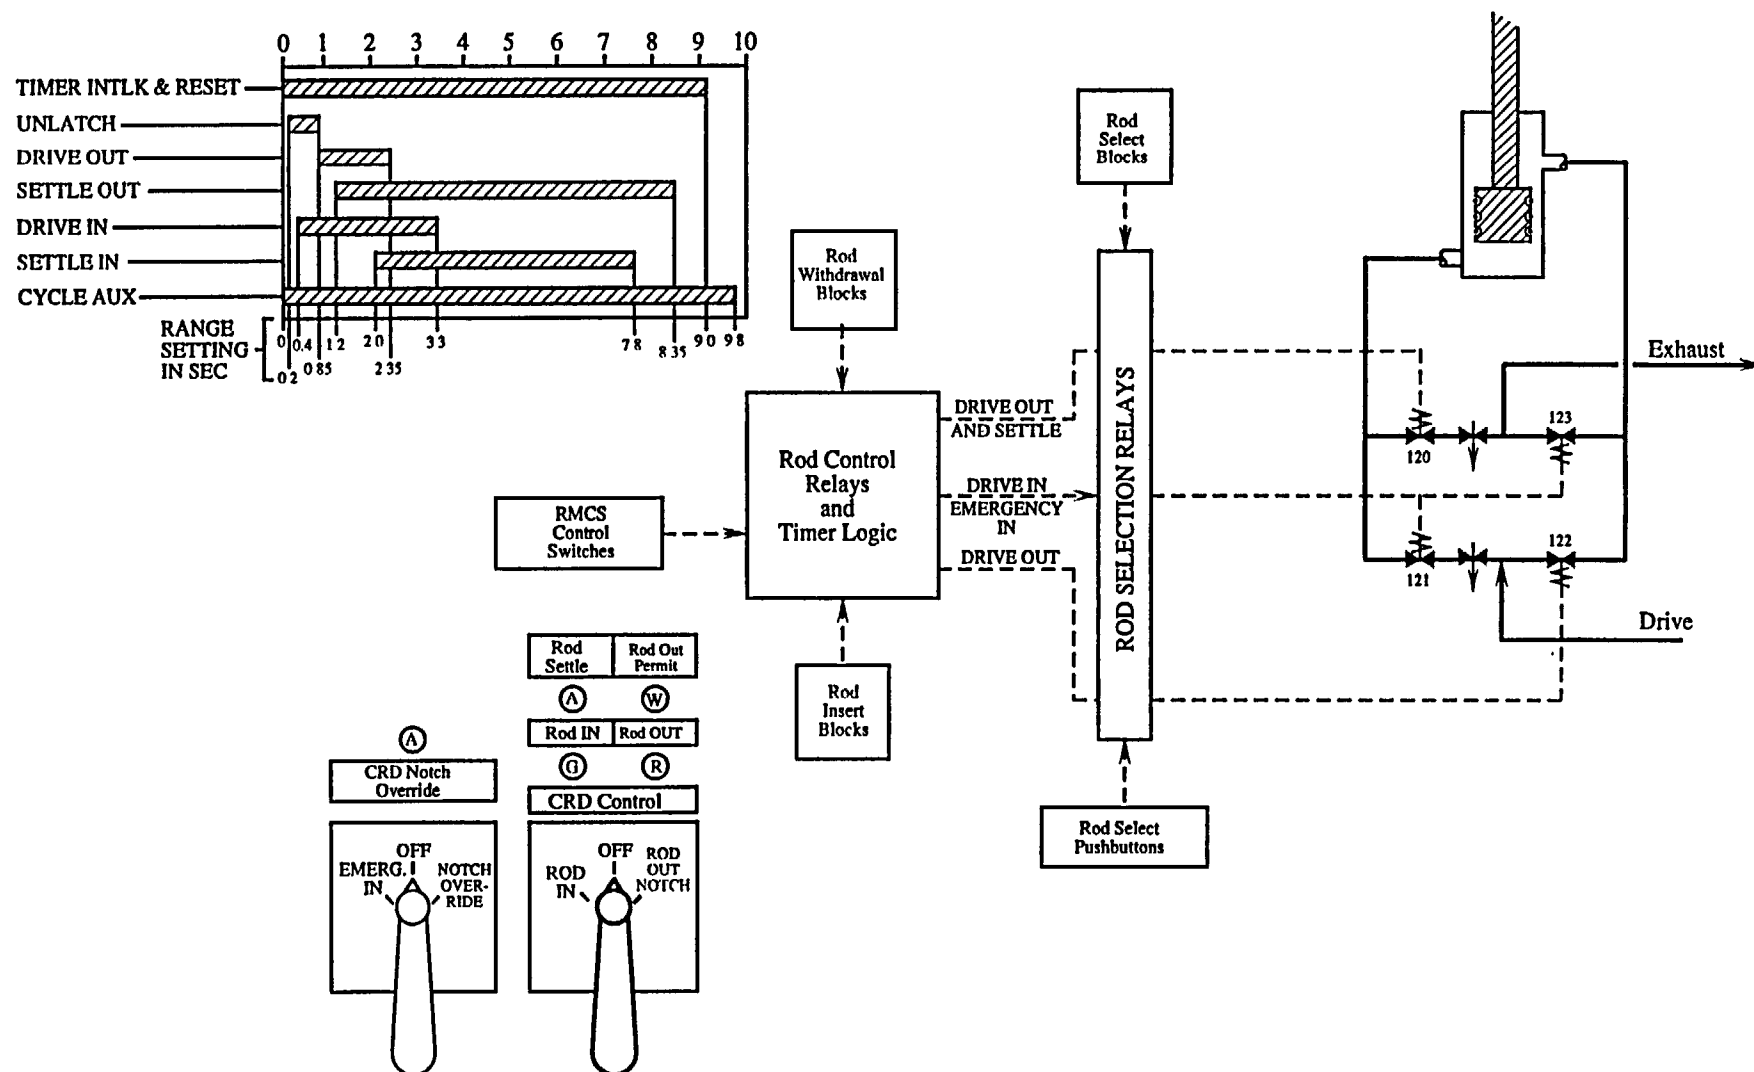 0 1 2 3 4 5 6 7 8 9 10
TIMER INTLK & RESET
UNLATCH
DRIVE OUT
SETTLE OUT
DRIVE IN
SETTLE IN
CYCLE AUX
RANGE
SETTING
IN SEC
0 0.4 1 2 2 0 3 3 7 8 8 35 9 0 9 8
0 2 0 85 2 35
Rod
Select
Blocks
Rod
Withdrawal
Blocks
RMCS
Control
Switches
Rod Control
Relays
and
Timer Logic
Rod
Insert
Blocks
DRIVE OUT
AND SETTLE
DRIVE IN
EMERGENCY
IN
DRIVE OUT
ROD SELECTION RELAYS
Rod Select
Pushbuttons
Exhaust
123
120
122
121
Drive
Rod
Settle
Rod Out
Permit
A W
Rod IN Rod OUT
G R
CRD Control
A
CRD Notch
Override
OFF
EMERG.
IN
NOTCH
OVER-
RIDE
OFF
ROD
IN
ROD
OUT
NOTCH